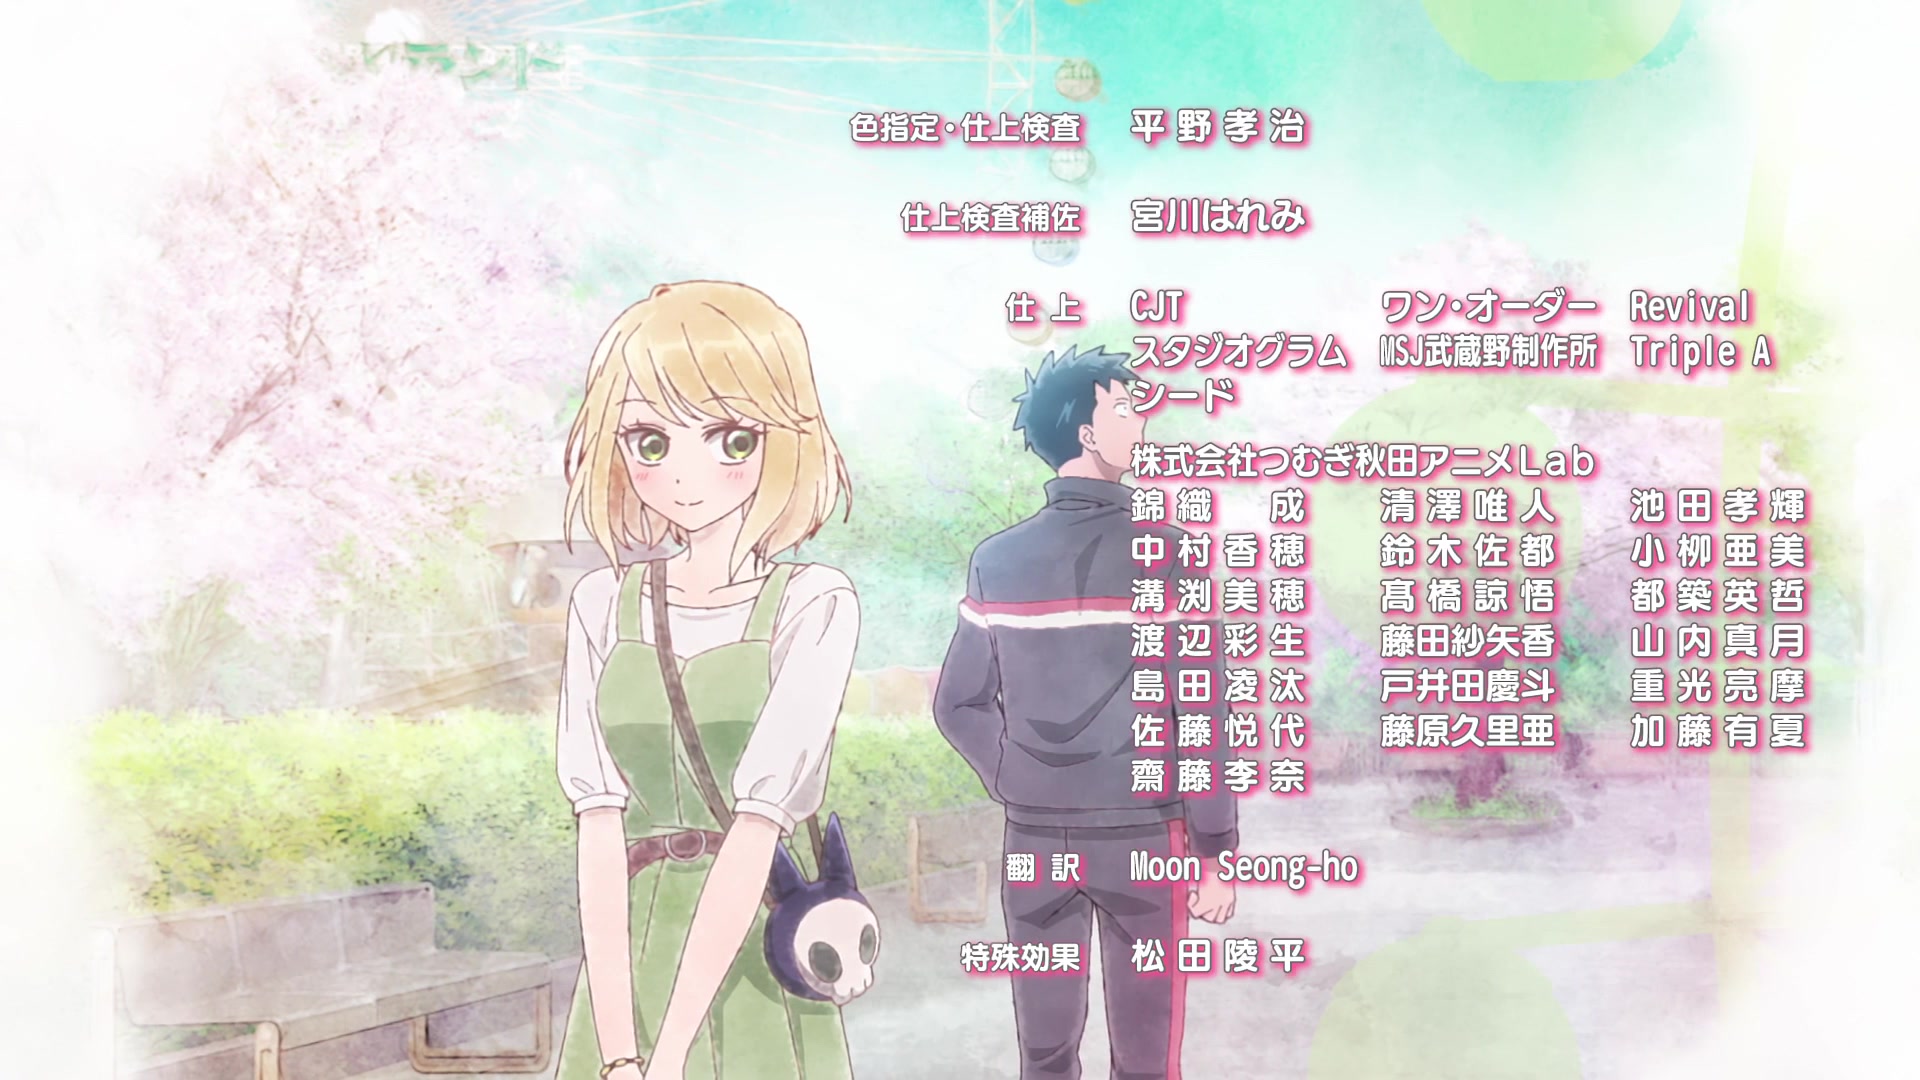 色指定・仕上検査 平野孝治
仕上検査補佐 宮川はれみ
仕上 CJT ワン・オーダー Revival
スタジオグラム MSJ武蔵野制作所 Triple A
シード
株式会社つむぎ秋田アニメLab
錦織 成 清澤唯人 池田孝輝
中村香穂 鈴木佐都 小栁亜美
溝渕美穂 髙橋諒悟 都築英哲
渡辺彩生 藤田紗矢香 山内真月
島田凌汰 戸井田慶斗 重光亮摩
佐藤悦代 藤原久里亜 加藤有夏
齋藤李奈
翻訳 Moon Seong-ho
特殊効果 松田陵平